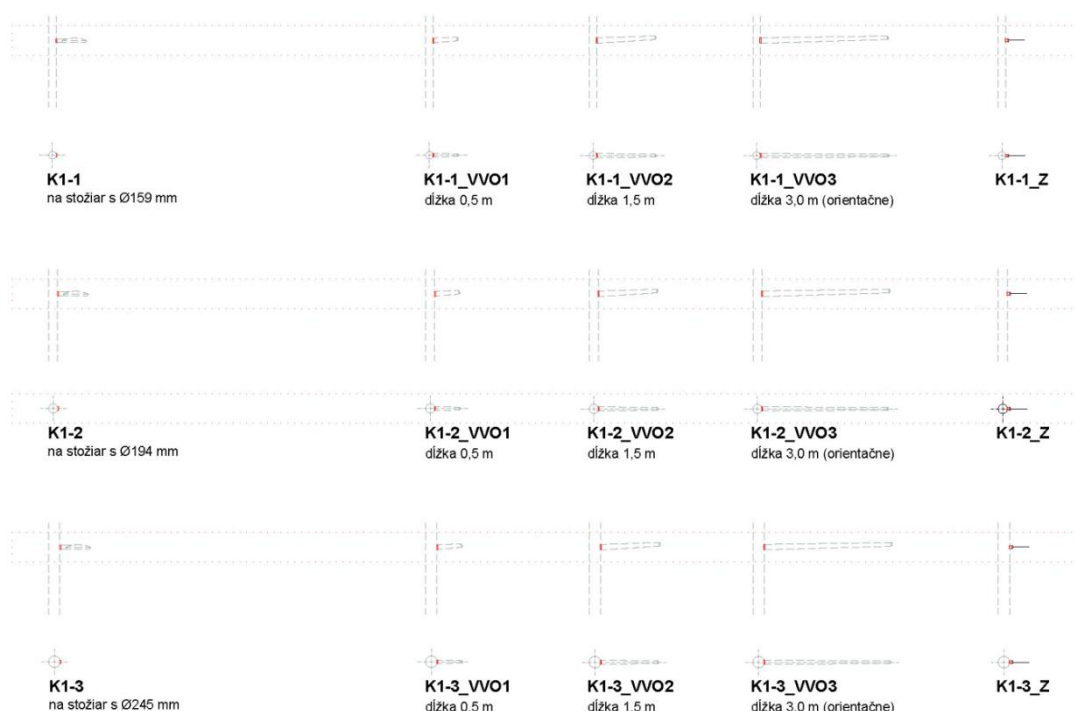 K1-1 K1-1_VVO1 K1-1_VVO2 K1-1_VVO3 K1-1_Z
na stožiar s Ø159 mm dĺžka 0,5 m dĺžka 1,5 m dĺžka 3,0 m (orientačne)
K1-2 K1-2_VVO1 K1-2_VVO2 K1-2_VVO3 K1-2_Z
na stožiar s Ø194 mm dĺžka 0,5 m dĺžka 1,5 m dĺžka 3,0 m (orientačne)
K1-3 K1-3_VVO1 K1-3_VVO2 K1-3_VVO3 K1-3_Z
na stožiar s Ø245 mm dĺžka 0,5 m dĺžka 1,5 m dĺžka 3,0 m (orientačne)